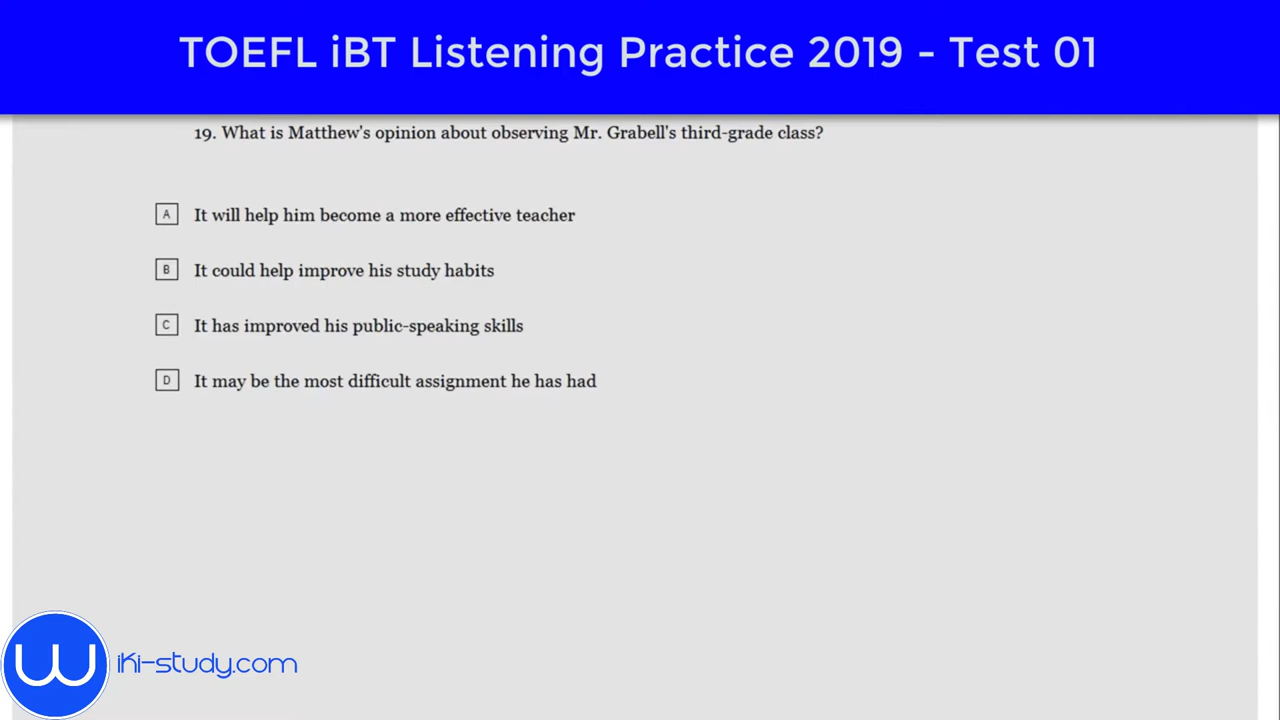 TOEFL iBT Listening Practice 2019 - Test 01
19. What is Matthew's opinion about observing Mr. Grabell's third-grade class?
A It will help him become a more effective teacher
B It could help improve his study habits
C It has improved his public-speaking skills
D It may be the most difficult assignment he has had
W iki-study.com